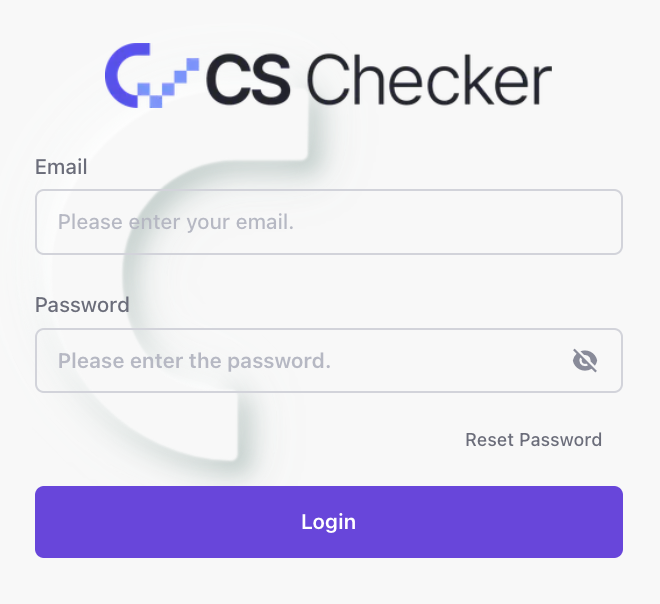 CS Checker
Email
Please enter your email.
Password
Please enter the password.
Reset Password
Login